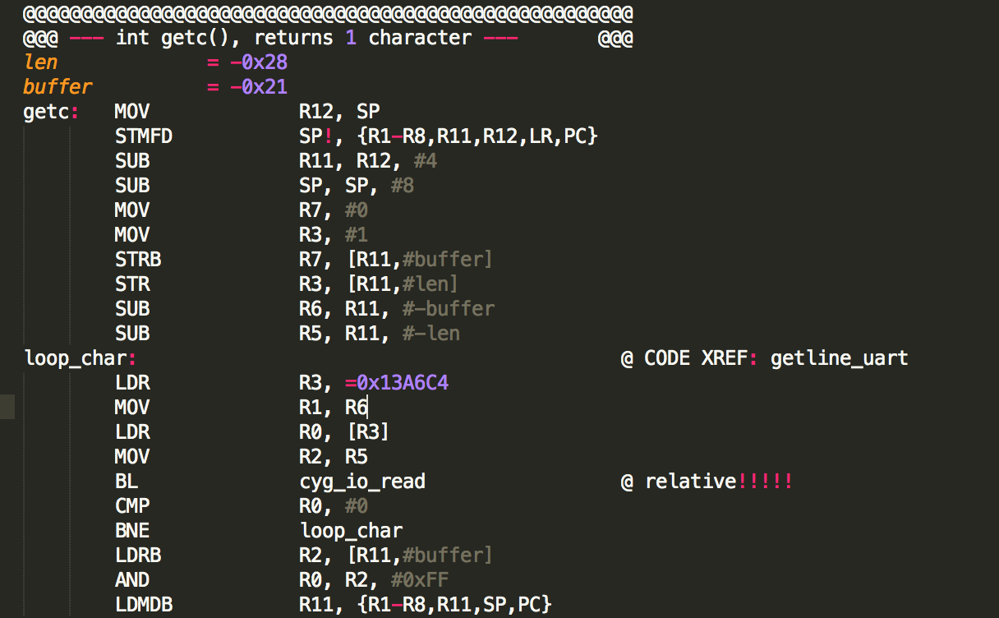 @@@@@@@@@@@@@@@@@@@@@@@@@@@@@@@@@@@@@@@@@@@@@@@@@@@@@
@@@ --- int getc(), returns 1 character ---       @@@
len             = -0x28
buffer          = -0x21
getc:   MOV             R12, SP
        STMFD           SP!, {R1-R8,R11,R12,LR,PC}
        SUB             R11, R12, #4
        SUB             SP, SP, #8
        MOV             R7, #0
        MOV             R3, #1
        STRB            R7, [R11,#buffer]
        STR             R3, [R11,#len]
        SUB             R6, R11, #-buffer
        SUB             R5, R11, #-len
loop_char:                                          @ CODE XREF: getline_uart
        LDR             R3, =0x13A6C4
        MOV             R1, R6
        LDR             R0, [R3]
        MOV             R2, R5
        BL              cyg_io_read                 @ relative!!!!!
        CMP             R0, #0
        BNE             loop_char
        LDRB            R2, [R11,#buffer]
        AND             R0, R2, #0xFF
        LDMDB           R11, {R1-R8,R11,SP,PC}